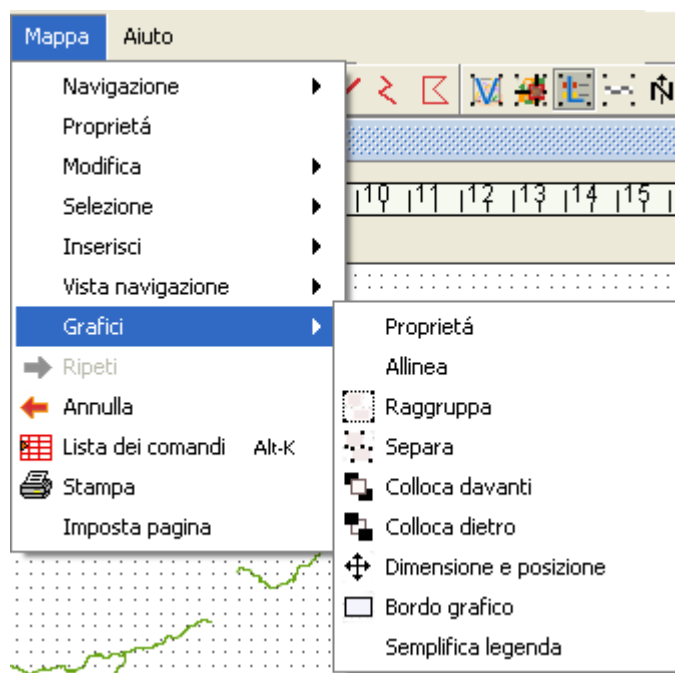 Mappa Aiuto
10 11 12 13 14 15
Navigazione
Proprietá
Modifica
Selezione
Inserisci
Vista navigazione
Grafici
Ripeti
Annulla
Lista dei comandi Alt-K
Stampa
Imposta pagina
Proprietá
Allinea
Raggruppa
Separa
Colloca davanti
Colloca dietro
Dimensione e posizione
Bordo grafico
Semplifica legenda